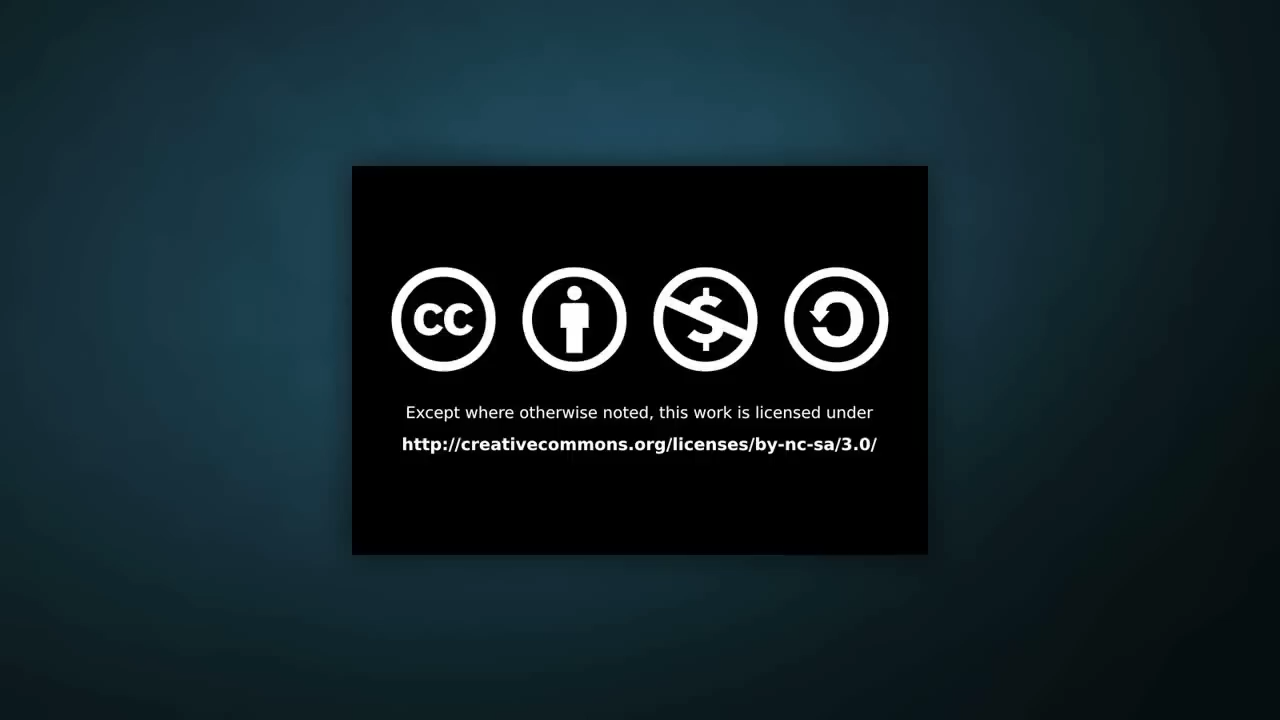 cc
$
Except where otherwise noted, this work is licensed under
http://creativecommons.org/licenses/by-nc-sa/3.0/